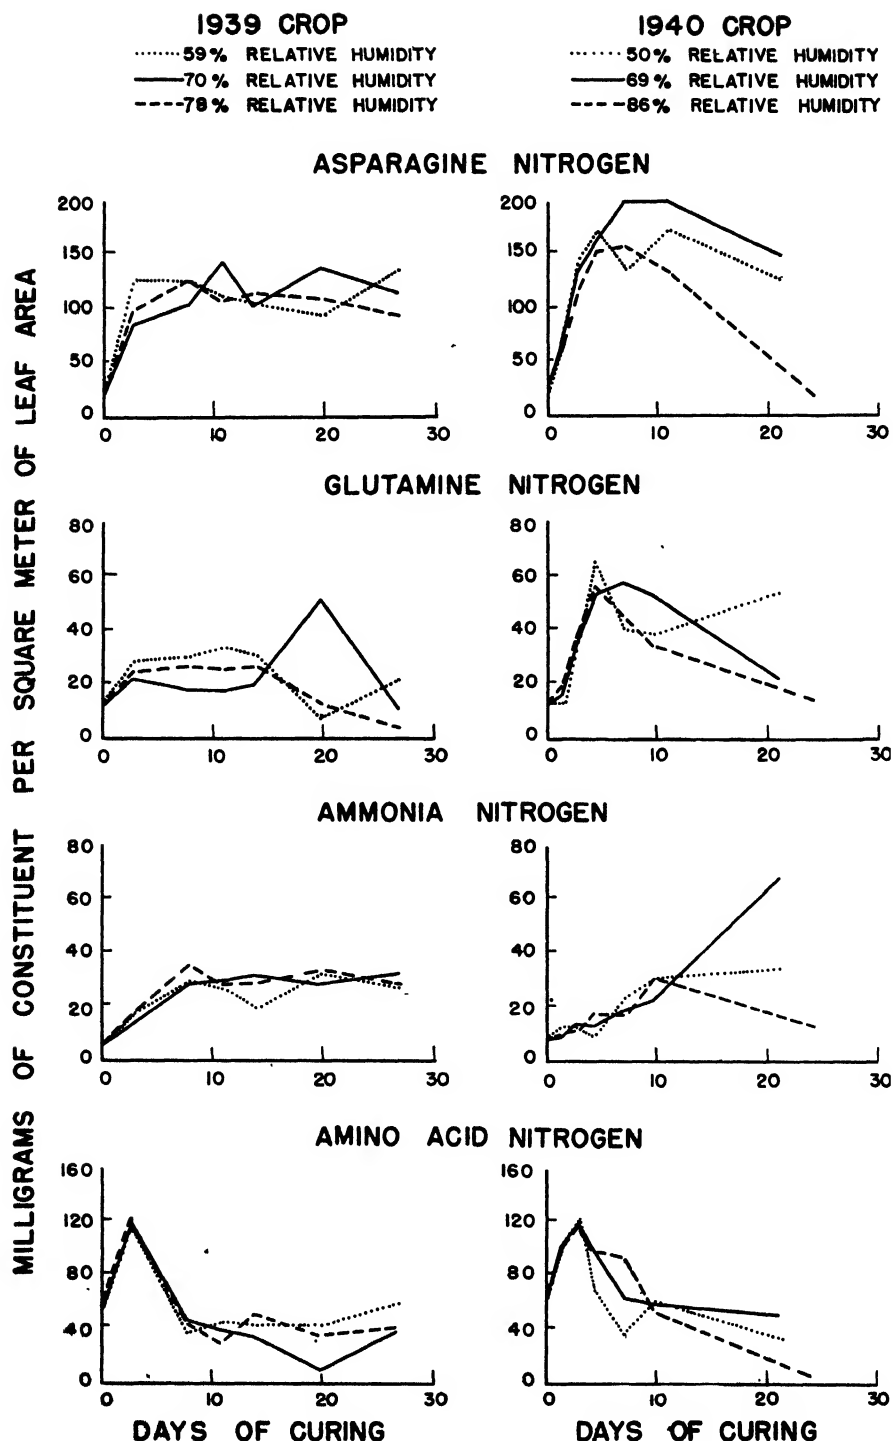 1939 CROP
59% RELATIVE HUMIDITY
70% RELATIVE HUMIDITY
78% RELATIVE HUMIDITY
1940 CROP
50% RELATIVE HUMIDITY
69% RELATIVE HUMIDITY
86% RELATIVE HUMIDITY
MILLIGRAMS OF CONSTITUENT PER SQUARE METER OF LEAF AREA
ASPARAGINE NITROGEN
200
150
100
50
0
0 10 20 30
200
150
100
50
0
0 10 20 30
GLUTAMINE NITROGEN
80
60
40
20
0
0 10 20 30
80
60
40
20
0
0 10 20 30
AMMONIA NITROGEN
80
60
40
20
0
0 10 20 30
80
60
40
20
0
0 10 20 30
AMINO ACID NITROGEN
160
120
80
40
0
0 10 20 30
160
120
80
40
0
0 10 20 30
DAYS OF CURING
DAYS OF CURING